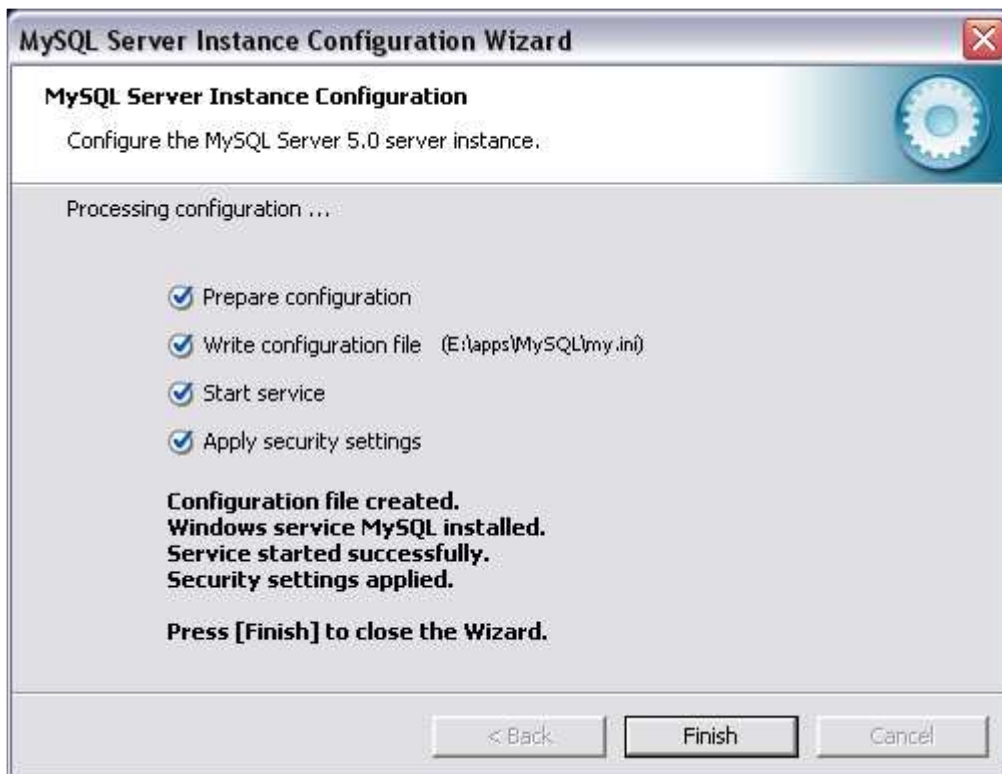 MySQL Server Instance Configuration Wizard
MySQL Server Instance Configuration
Configure the MySQL Server 5.0 server instance.
Processing configuration ...
Prepare configuration
Write configuration file (E:\apps\MySQL\my.ini)
Start service
Apply security settings
Configuration file created.
Windows service MySQL installed.
Service started successfully.
Security settings applied.
Press [Finish] to close the Wizard.
< Back Finish Cancel